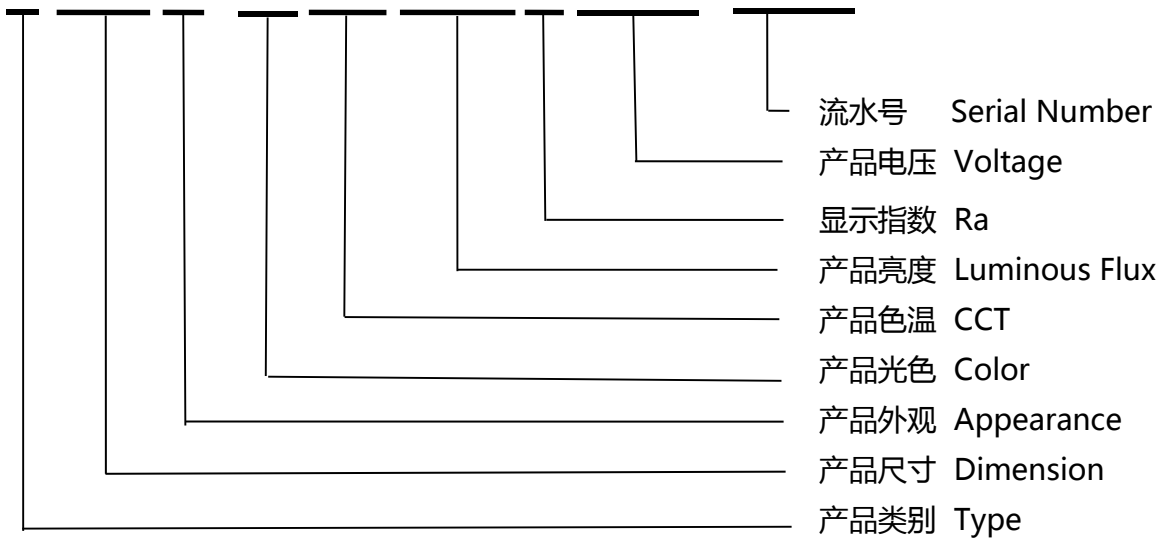 流水号 Serial Number
产品电压 Voltage
显示指数 Ra
产品亮度 Luminous Flux
产品色温 CCT
产品光色 Color
产品外观 Appearance
产品尺寸 Dimension
产品类别 Type